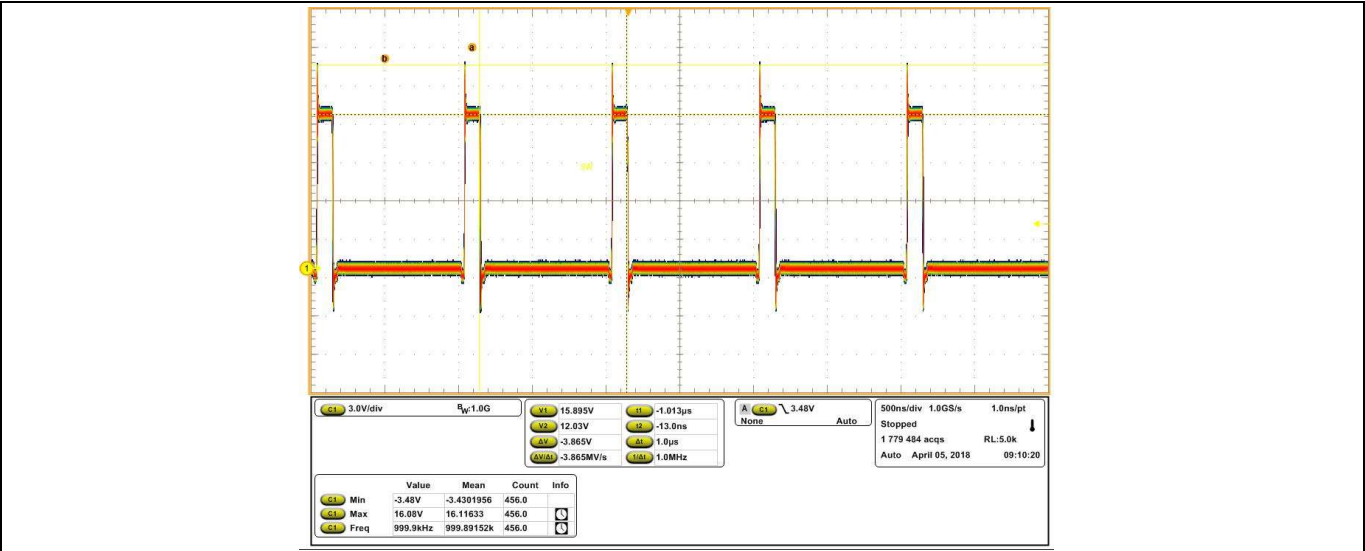 a
b
1
C1 3.0V/div BW:1.0G
V1 15.895V t1 -1.013µs
V2 12.03V t2 -13.0ns
ΔV -3.865V Δt 1.0µs
ΔV/Δt -3.865MV/s 1/Δt 1.0MHz
A C1 3.48V
None Auto
500ns/div 1.0GS/s 1.0ns/pt
Stopped
1 779 484 acqs RL:5.0k
Auto April 05, 2018 09:10:20
Value Mean Count Info
C1 Min -3.48V -3.4301956 456.0
C1 Max 16.08V 16.11633 456.0
C1 Freq 999.9kHz 999.89152k 456.0